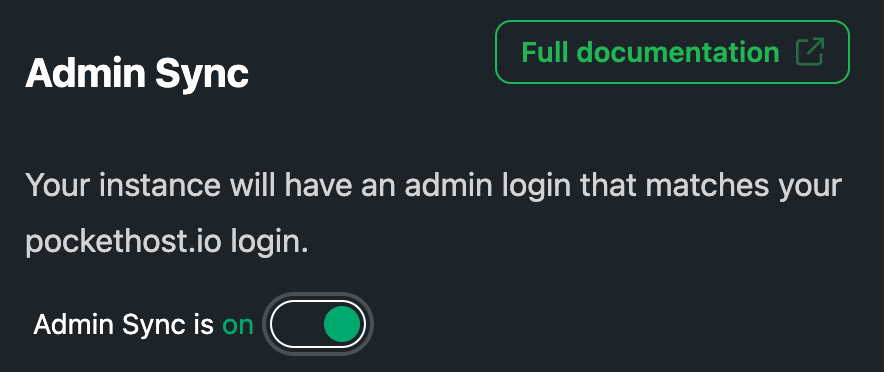 Admin Sync
Full documentation
Your instance will have an admin login that matches your
pockethost.io login.
Admin Sync is on